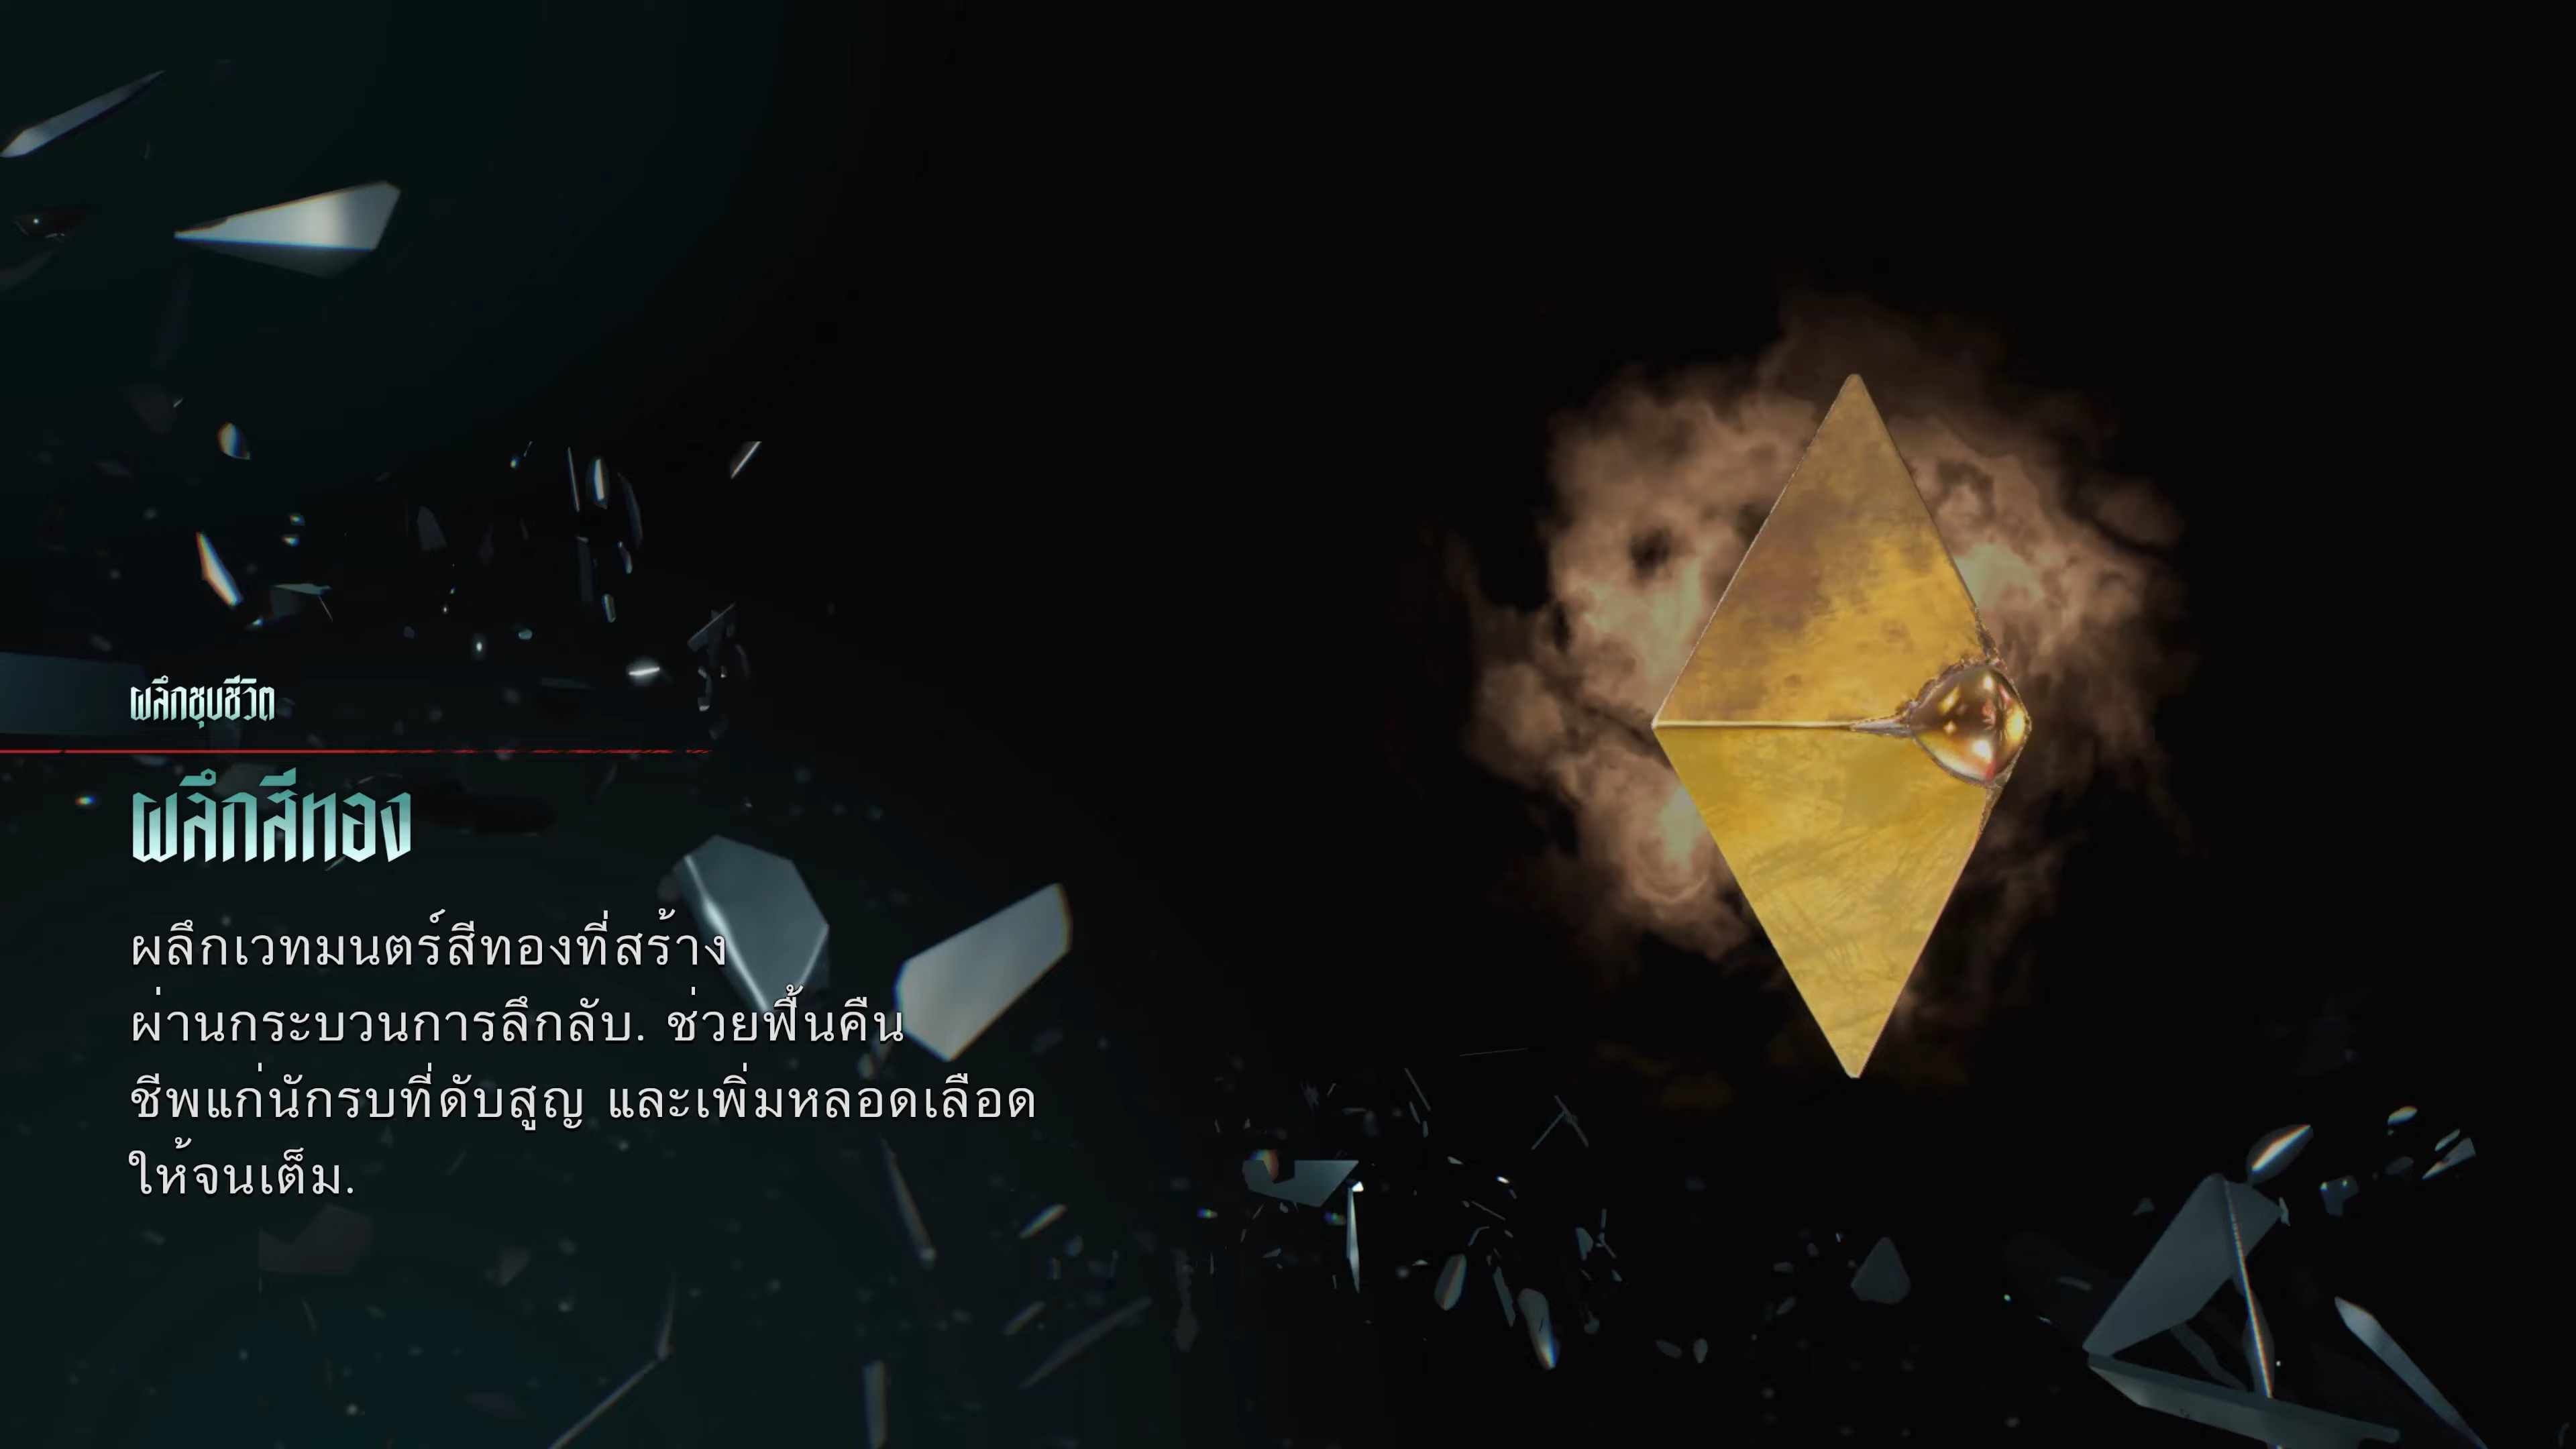 ผลึกชุบชีวิต
ผลึกสีทอง
ผลึกเวทมนตร์สีทองที่สร้าง
ผ่านกระบวนการลึกลับ. ช่วยฟื้นคืน
ชีพแก่นักรบที่ดับสูญ และเพิ่มหลอดเลือด
ให้จนเต็ม.